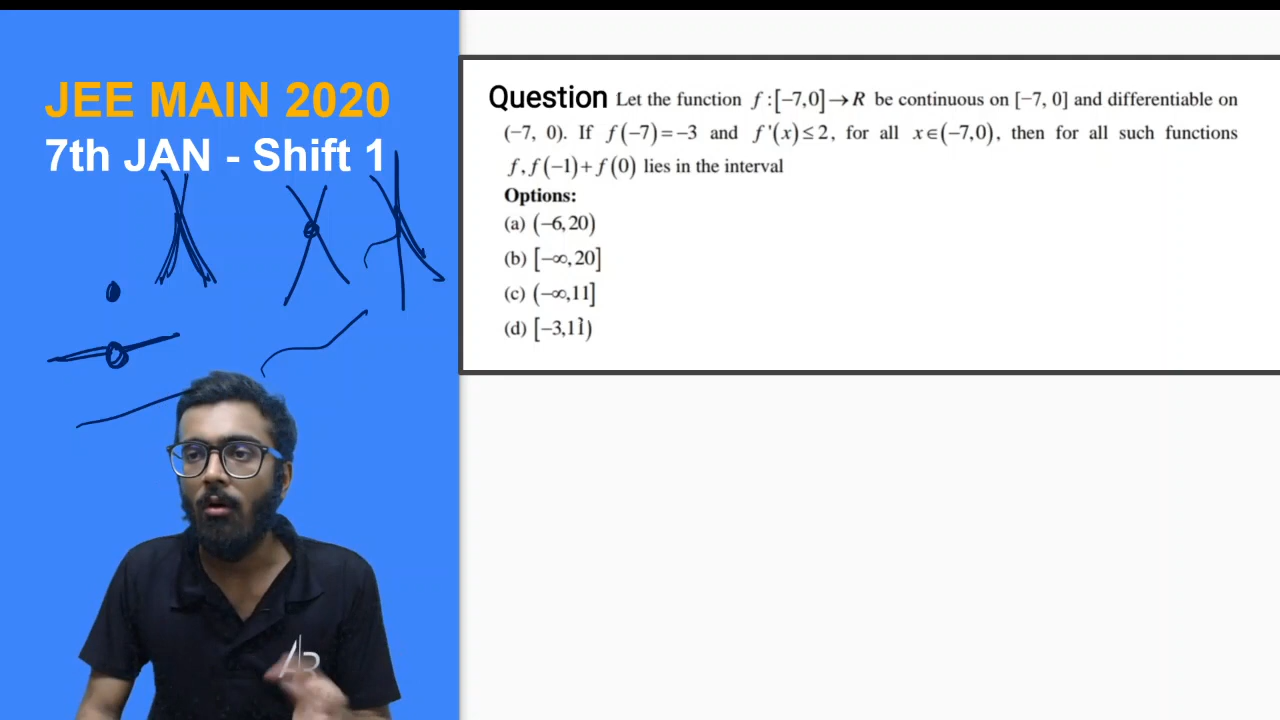 JEE MAIN 2020
7th JAN - Shift 1
Question Let the function f :[−7,0]→R be continuous on [−7, 0] and differentiable on
(−7, 0). If f(−7)=−3 and f'(x)≤2, for all x∈(−7,0), then for all such functions
f, f(−1)+f(0) lies in the interval
Options:
(a) (−6,20)
(b) [−∞,20]
(c) (−∞,11]
(d) [−3,11)
AR